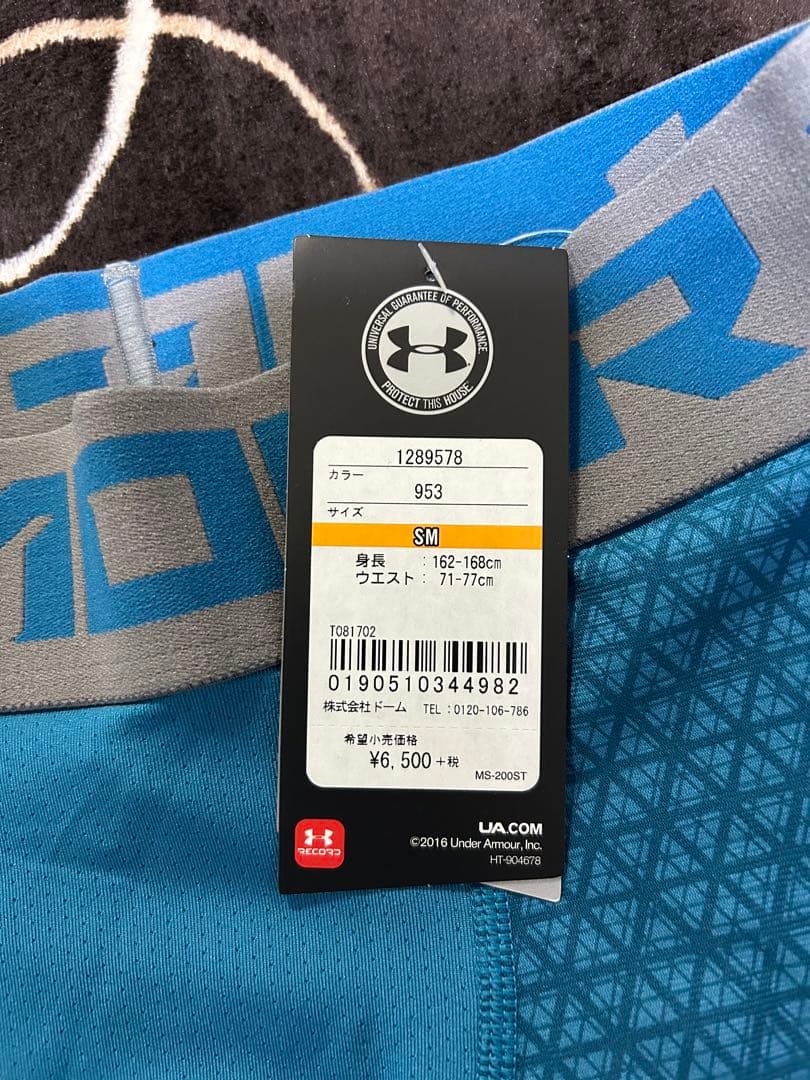 UNIVERSAL GUARANTEE OF PERFORMANCE.
PROTECT THIS HOUSE.
1289578
カラー
953
サイズ
SM
身長 : 162-168cm
ウエスト : 71-77cm
T081702
0190510344982
株式会社ドーム TEL : 0120-106-786
希望小売価格
¥6,500+税
MS-200ST
RECORD
UA.COM
©2016 Under Armour, Inc.
HT-904678